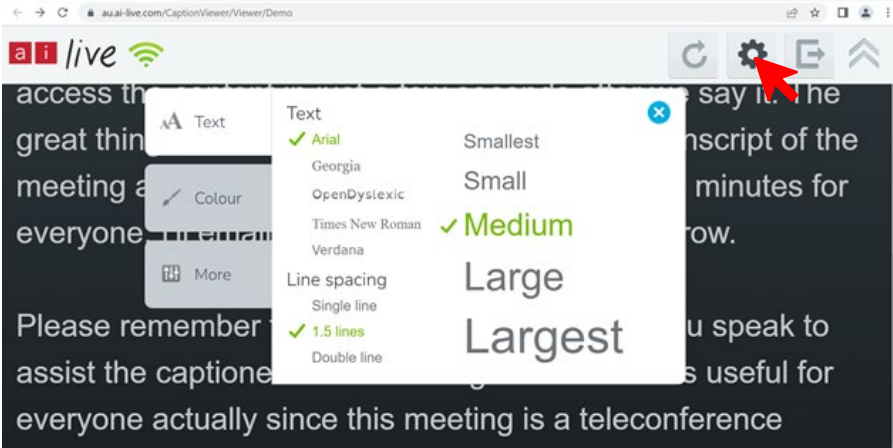 au.ai-live.com/CaptionViewer/Viewer/Demo
ai live
access th say it. The
great thin nscript of the
meeting a minutes for
everyone. I'll email row.
Please remember u speak to
assist the captione s useful for
everyone actually since this meeting is a teleconference
AA Text
Colour
More
Text
Arial
Georgia
OpenDyslexic
Times New Roman
Verdana
Line spacing
Single line
1.5 lines
Double line
Smallest
Small
Medium
Large
Largest